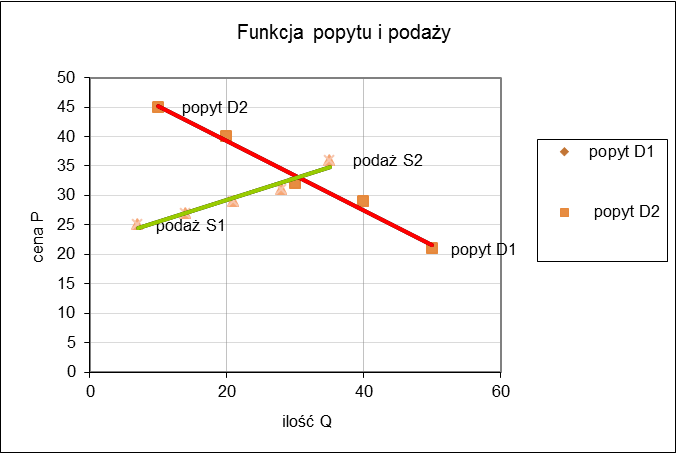 Funkcja popytu i podaży
50
45
40
35
30
25
20
15
10
5
0
cena P
popyt D2
podaż S2
podaż S1
popyt D1
0 20 40 60
ilość Q
popyt D1
popyt D2